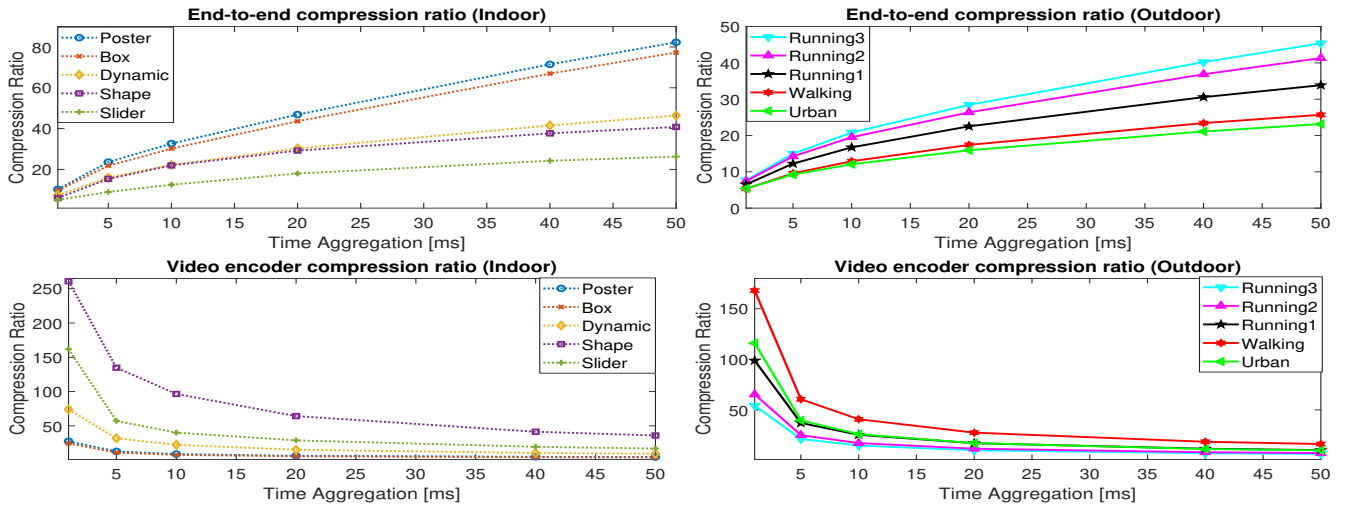 End-to-end compression ratio (Indoor)
Compression Ratio
80
60
40
20
Poster
Box
Dynamic
Shape
Slider
5 10 15 20 25 30 35 40 45 50
Time Aggregation [ms]
End-to-end compression ratio (Outdoor)
Compression Ratio
50
40
30
20
10
0
Running3
Running2
Running1
Walking
Urban
5 10 15 20 25 30 35 40 45 50
Time Aggregation [ms]
Video encoder compression ratio (Indoor)
Compression Ratio
250
200
150
100
50
Poster
Box
Dynamic
Shape
Slider
5 10 15 20 25 30 35 40 45 50
Time Aggregation [ms]
Video encoder compression ratio (Outdoor)
Compression Ratio
150
100
50
Running3
Running2
Running1
Walking
Urban
5 10 15 20 25 30 35 40 45 50
Time Aggregation [ms]